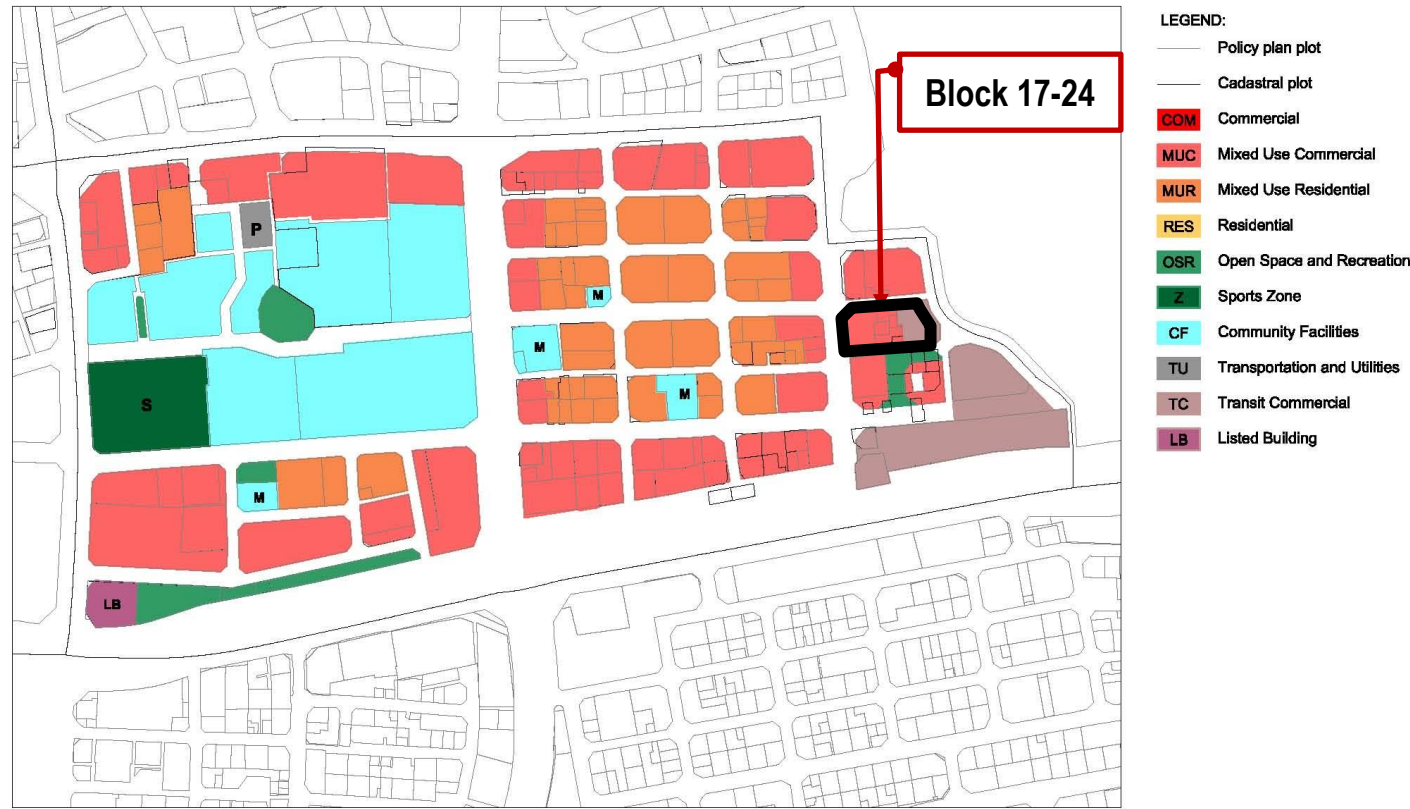 Block 17-24
P
M
M
M
S
M
LB
LEGEND:
Policy plan plot
Cadastral plot
COM Commercial
MUC Mixed Use Commercial
MUR Mixed Use Residential
RES Residential
OSR Open Space and Recreation
Z Sports Zone
CF Community Facilities
TU Transportation and Utilities
TC Transit Commercial
LB Listed Building